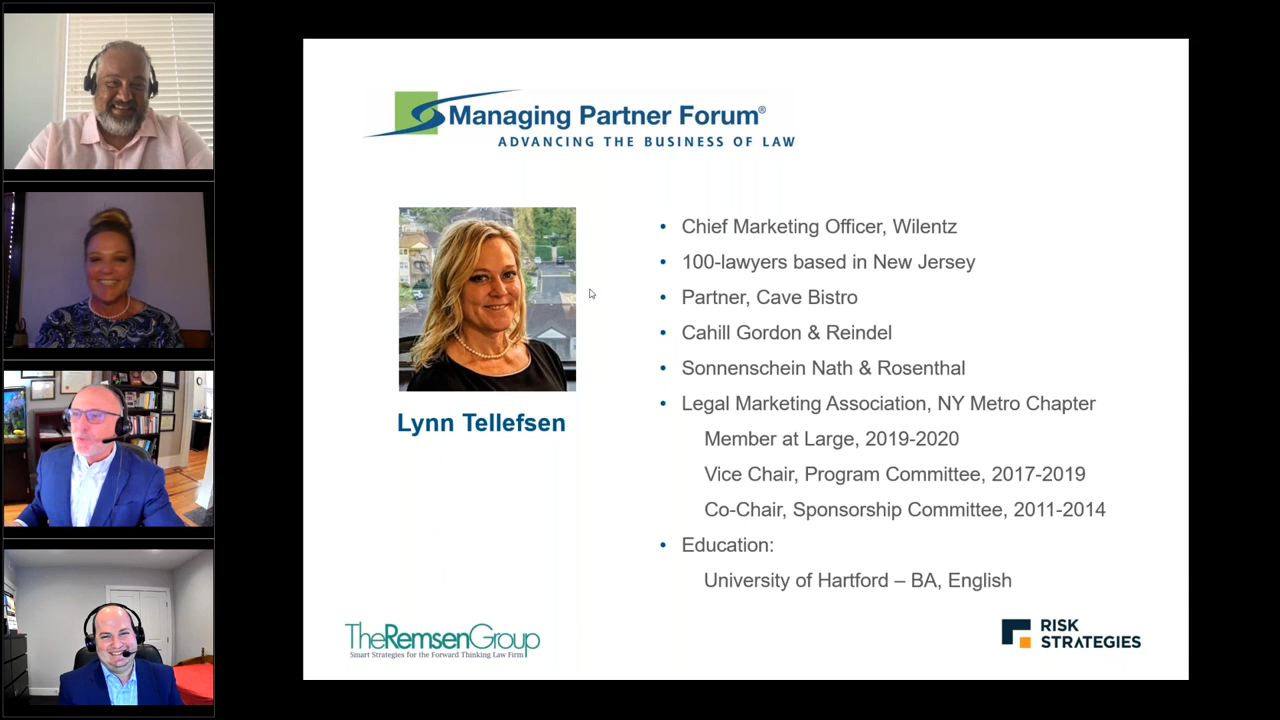 Managing Partner Forum®
ADVANCING THE BUSINESS OF LAW
Lynn Tellefsen
• Chief Marketing Officer, Wilentz
• 100-lawyers based in New Jersey
• Partner, Cave Bistro
• Cahill Gordon & Reindel
• Sonnenschein Nath & Rosenthal
• Legal Marketing Association, NY Metro Chapter
Member at Large, 2019-2020
Vice Chair, Program Committee, 2017-2019
Co-Chair, Sponsorship Committee, 2011-2014
• Education:
University of Hartford – BA, English
TheRemsenGroup
Smart Strategies for the Forward Thinking Law Firm
RISK
STRATEGIES